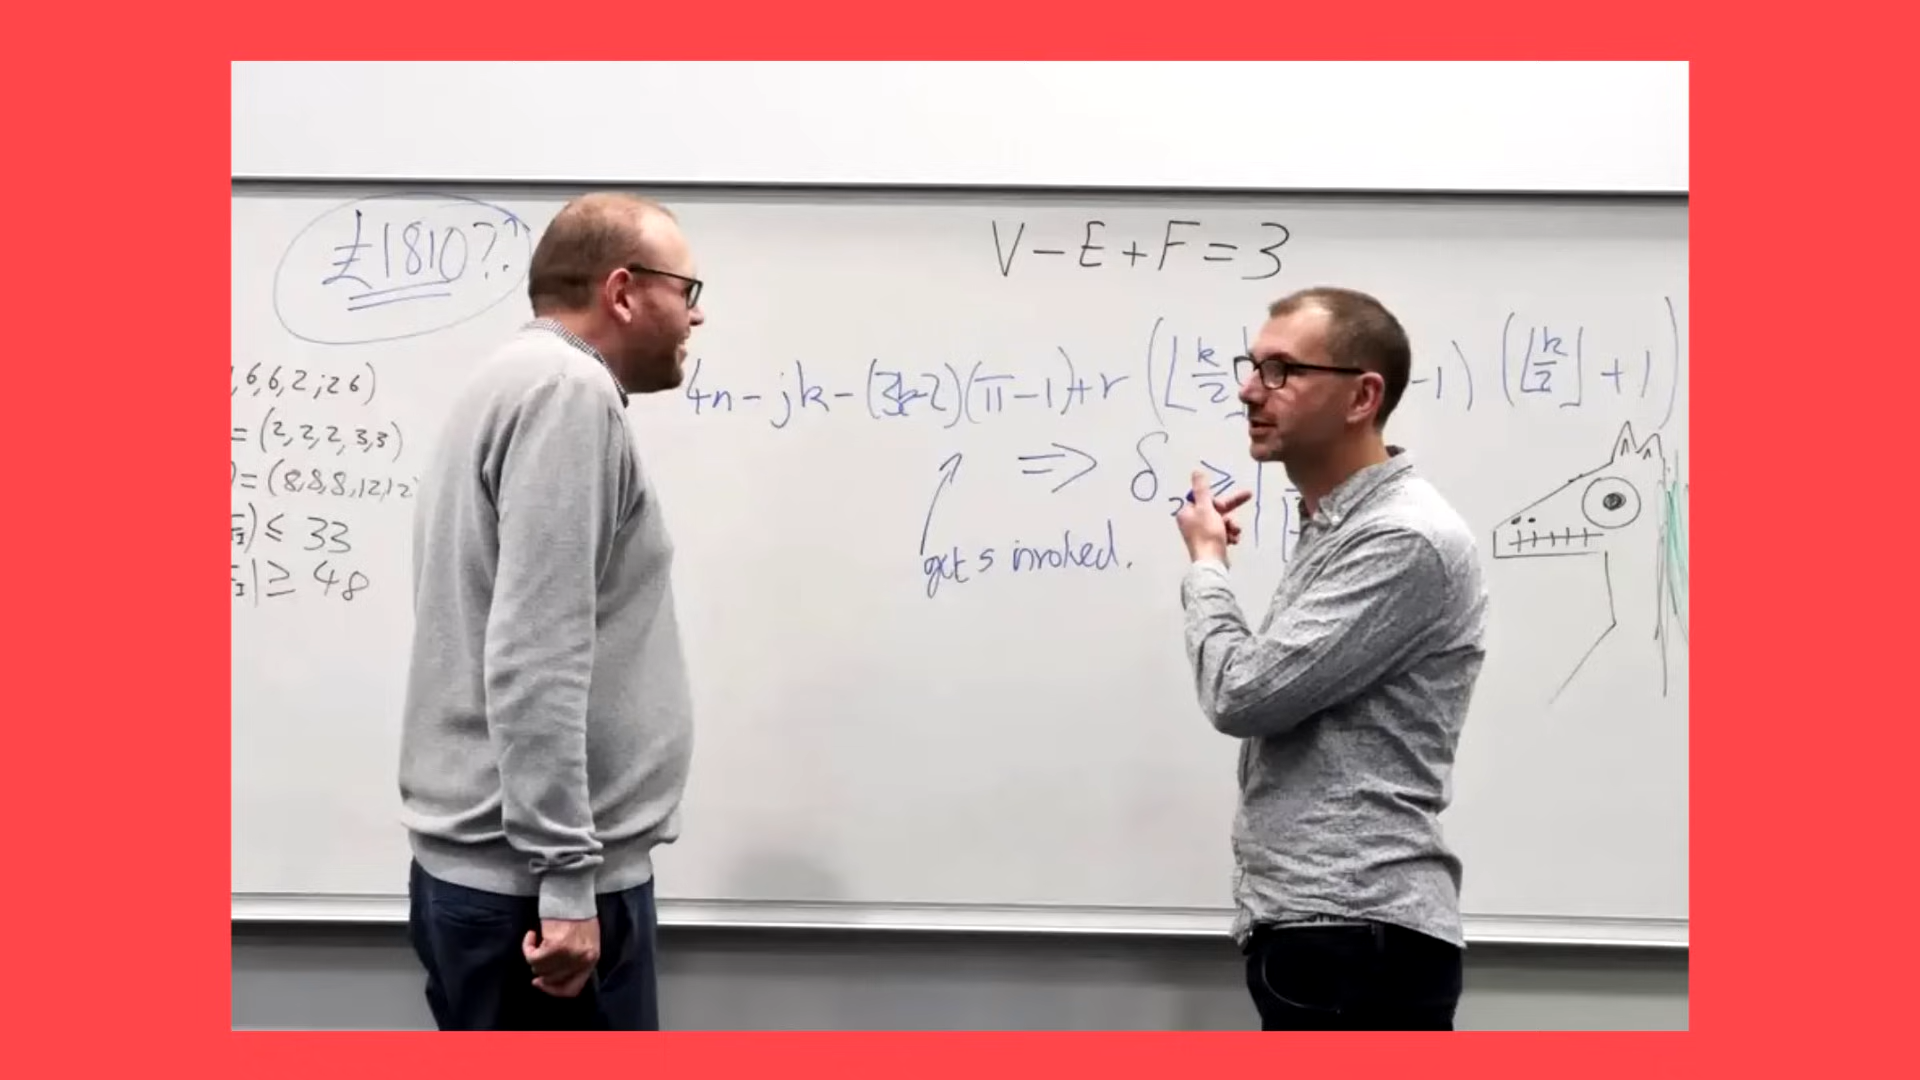 £1810??
V-E+F=3
,6,6,2;26)
=(2,2,2,3,3)
)=(8,8,8,12,12
)≤ 33
|≥ 48
4n-jk-( )(π-1)+r(⌊k/2 -1)(⌊k/2⌋+1)
⇒ δ ≥|
gets involved.